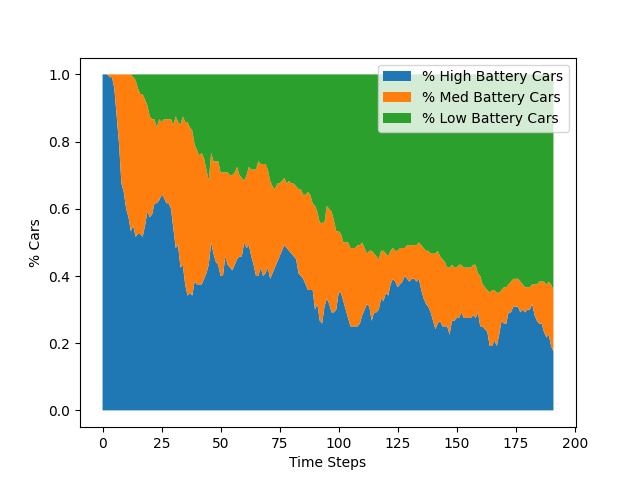 % High Battery Cars
% Med Battery Cars
% Low Battery Cars
1.0
0.8
0.6
0.4
0.2
0.0
% Cars
0 25 50 75 100 125 150 175 200
Time Steps